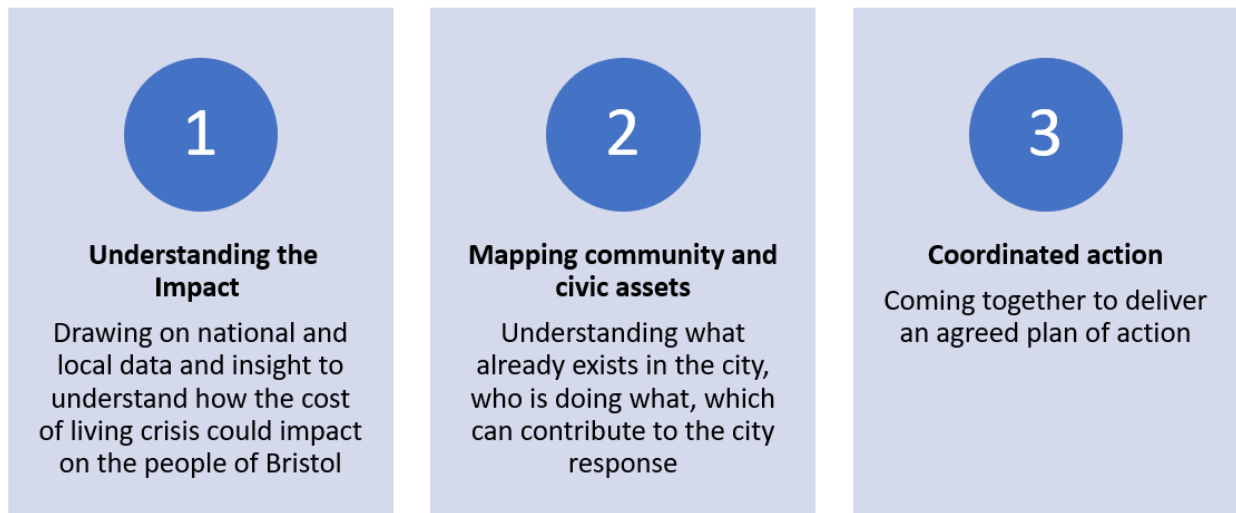 1
Understanding the
Impact
Drawing on national and
local data and insight to
understand how the cost
of living crisis could impact
on the people of Bristol
2
Mapping community and
civic assets
Understanding what
already exists in the city,
who is doing what, which
can contribute to the city
response
3
Coordinated action
Coming together to deliver
an agreed plan of action